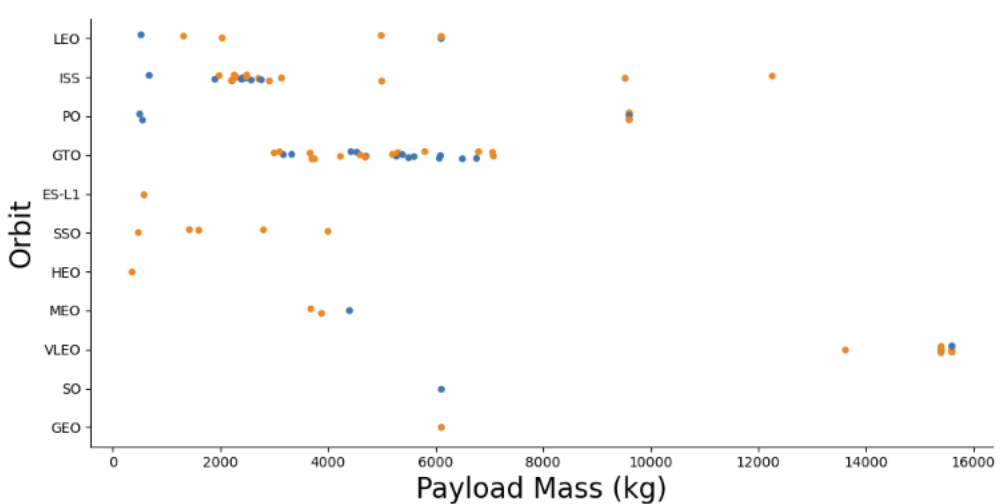 LEO
ISS
PO
GTO
ES-L1
SSO
HEO
MEO
VLEO
SO
GEO
Orbit
0 2000 4000 6000 8000 10000 12000 14000 16000
Payload Mass (kg)